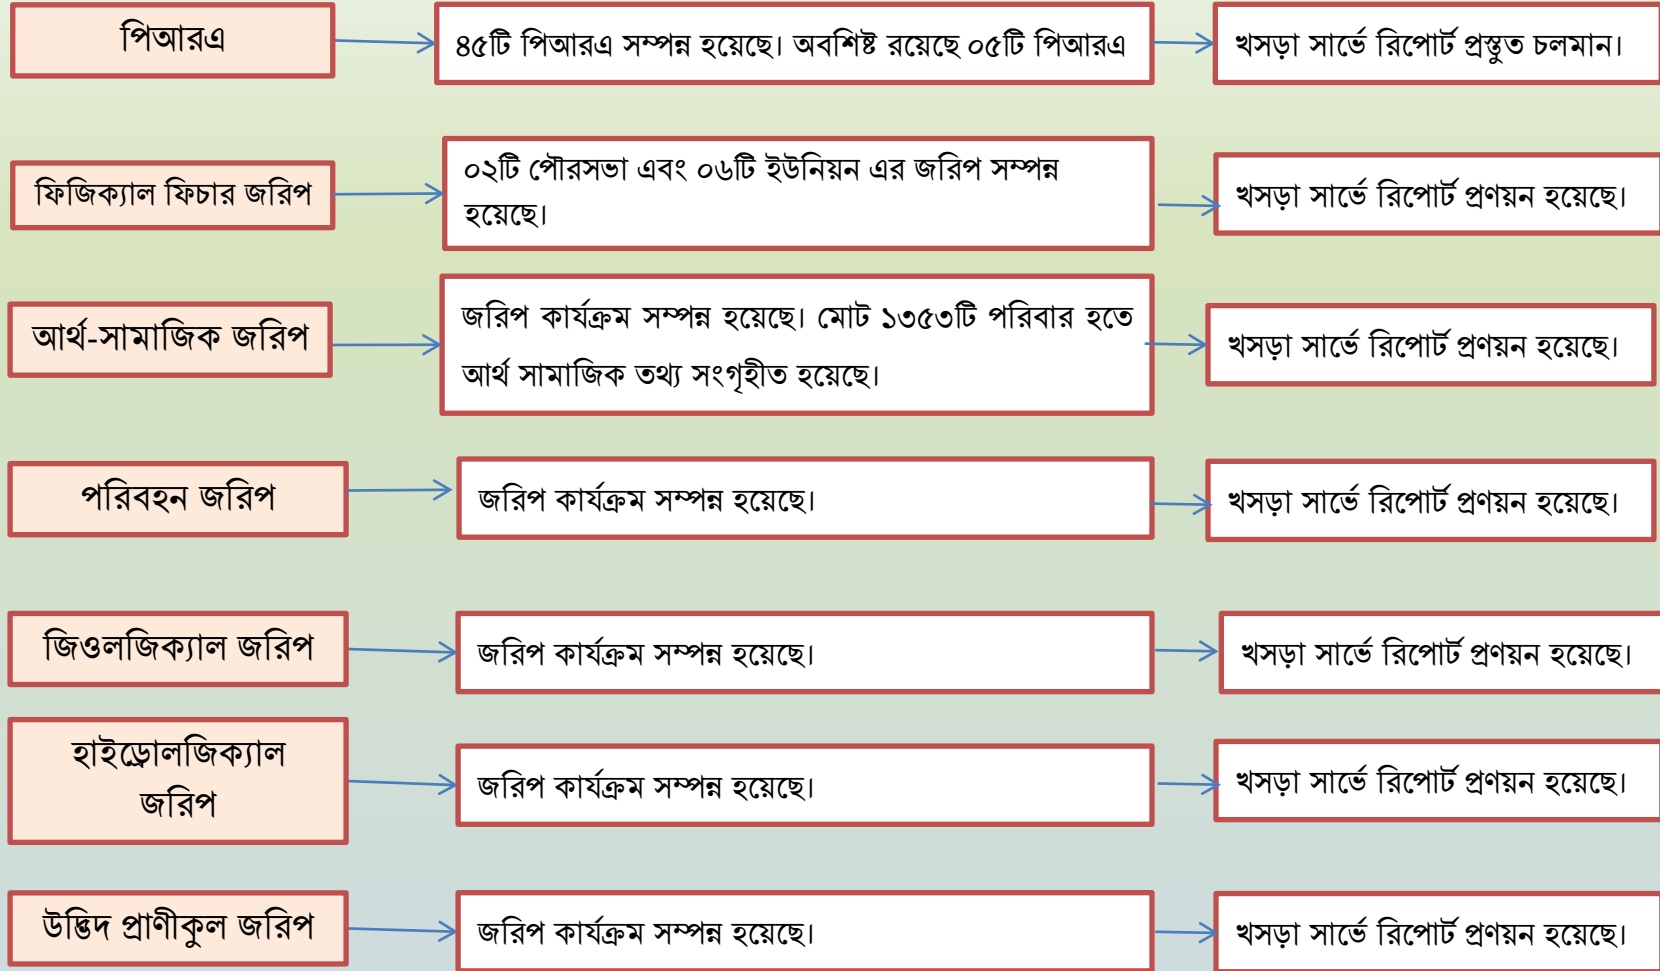 পিআরএ
৪৫টি পিআরএ সম্পন্ন হয়েছে। অবশিষ্ট রয়েছে ০৫টি পিআরএ
খসড়া সার্ভে রিপোর্ট প্রস্তুত চলমান।
ফিজিক্যাল ফিচার জরিপ
০২টি পৌরসভা এবং ০৬টি ইউনিয়ন এর জরিপ সম্পন্ন
হয়েছে।
খসড়া সার্ভে রিপোর্ট প্রণয়ন হয়েছে।
আর্থ-সামাজিক জরিপ
জরিপ কার্যক্রম সম্পন্ন হয়েছে। মোট ১৩৫৩টি পরিবার হতে
আর্থ সামাজিক তথ্য সংগৃহীত হয়েছে।
খসড়া সার্ভে রিপোর্ট প্রণয়ন হয়েছে।
পরিবহন জরিপ
জরিপ কার্যক্রম সম্পন্ন হয়েছে।
খসড়া সার্ভে রিপোর্ট প্রণয়ন হয়েছে।
জিওলজিক্যাল জরিপ
জরিপ কার্যক্রম সম্পন্ন হয়েছে।
খসড়া সার্ভে রিপোর্ট প্রণয়ন হয়েছে।
হাইড্রোলজিক্যাল
জরিপ
জরিপ কার্যক্রম সম্পন্ন হয়েছে।
খসড়া সার্ভে রিপোর্ট প্রণয়ন হয়েছে।
উদ্ভিদ প্রাণীকুল জরিপ
জরিপ কার্যক্রম সম্পন্ন হয়েছে।
খসড়া সার্ভে রিপোর্ট প্রণয়ন হয়েছে।